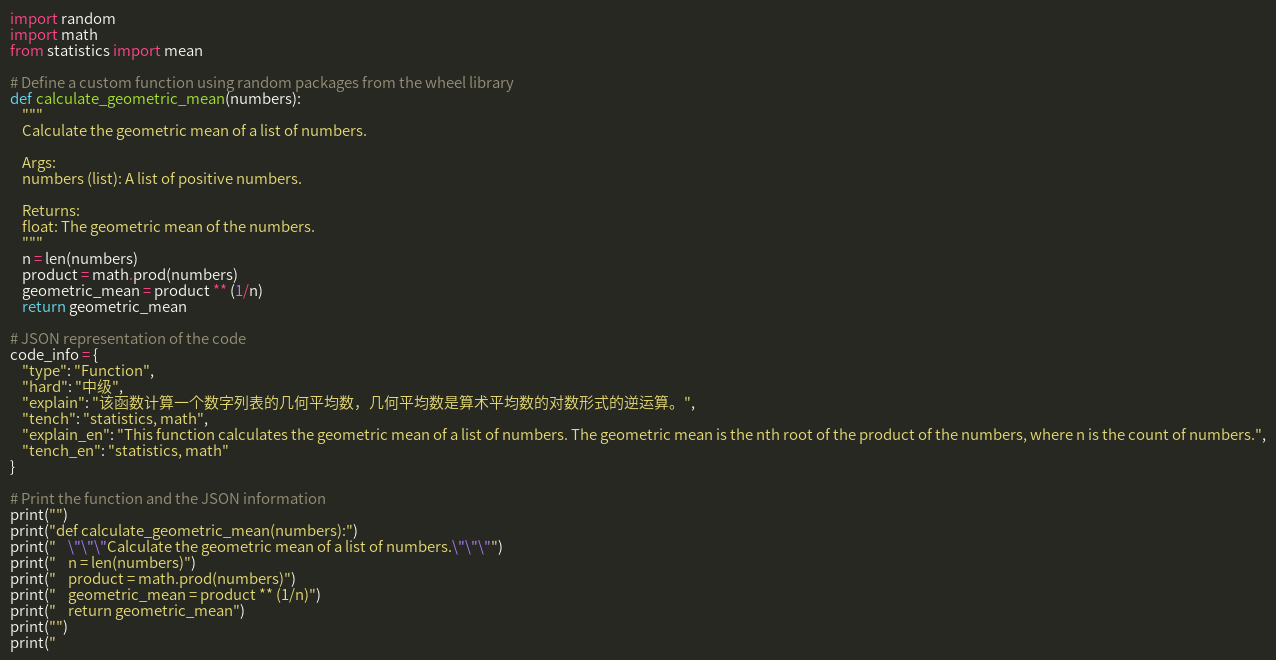 import random
import math
from statistics import mean

# Define a custom function using random packages from the wheel library
def calculate_geometric_mean(numbers):
    """
    Calculate the geometric mean of a list of numbers.

    Args:
    numbers (list): A list of positive numbers.

    Returns:
    float: The geometric mean of the numbers.
    """
    n = len(numbers)
    product = math.prod(numbers)
    geometric_mean = product ** (1/n)
    return geometric_mean

# JSON representation of the code
code_info = {
    "type": "Function",
    "hard": "中级",
    "explain": "该函数计算一个数字列表的几何平均数，几何平均数是算术平均数的对数形式的逆运算。",
    "tench": "statistics, math",
    "explain_en": "This function calculates the geometric mean of a list of numbers. The geometric mean is the nth root of the product of the numbers, where n is the count of numbers.",
    "tench_en": "statistics, math"
}

# Print the function and the JSON information
print("")
print("def calculate_geometric_mean(numbers):")
print("    \"\"\"Calculate the geometric mean of a list of numbers.\"\"\"")
print("    n = len(numbers)")
print("    product = math.prod(numbers)")
print("    geometric_mean = product ** (1/n)")
print("    return geometric_mean")
print("")
print("